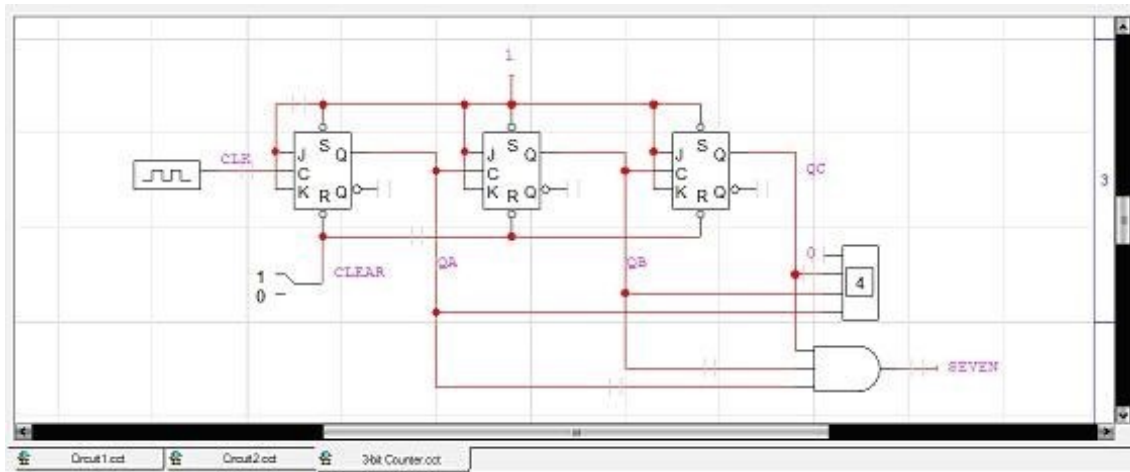 1
CLK
S
J Q
C
K R Q
S
J Q
C
K R Q
S
J Q
C
K R Q
QC
3
1
0
CLEAR
QA
QB
0
4
SEVEN
Circuit1.cct
Circuit2.cct
3-bit Counter.cct